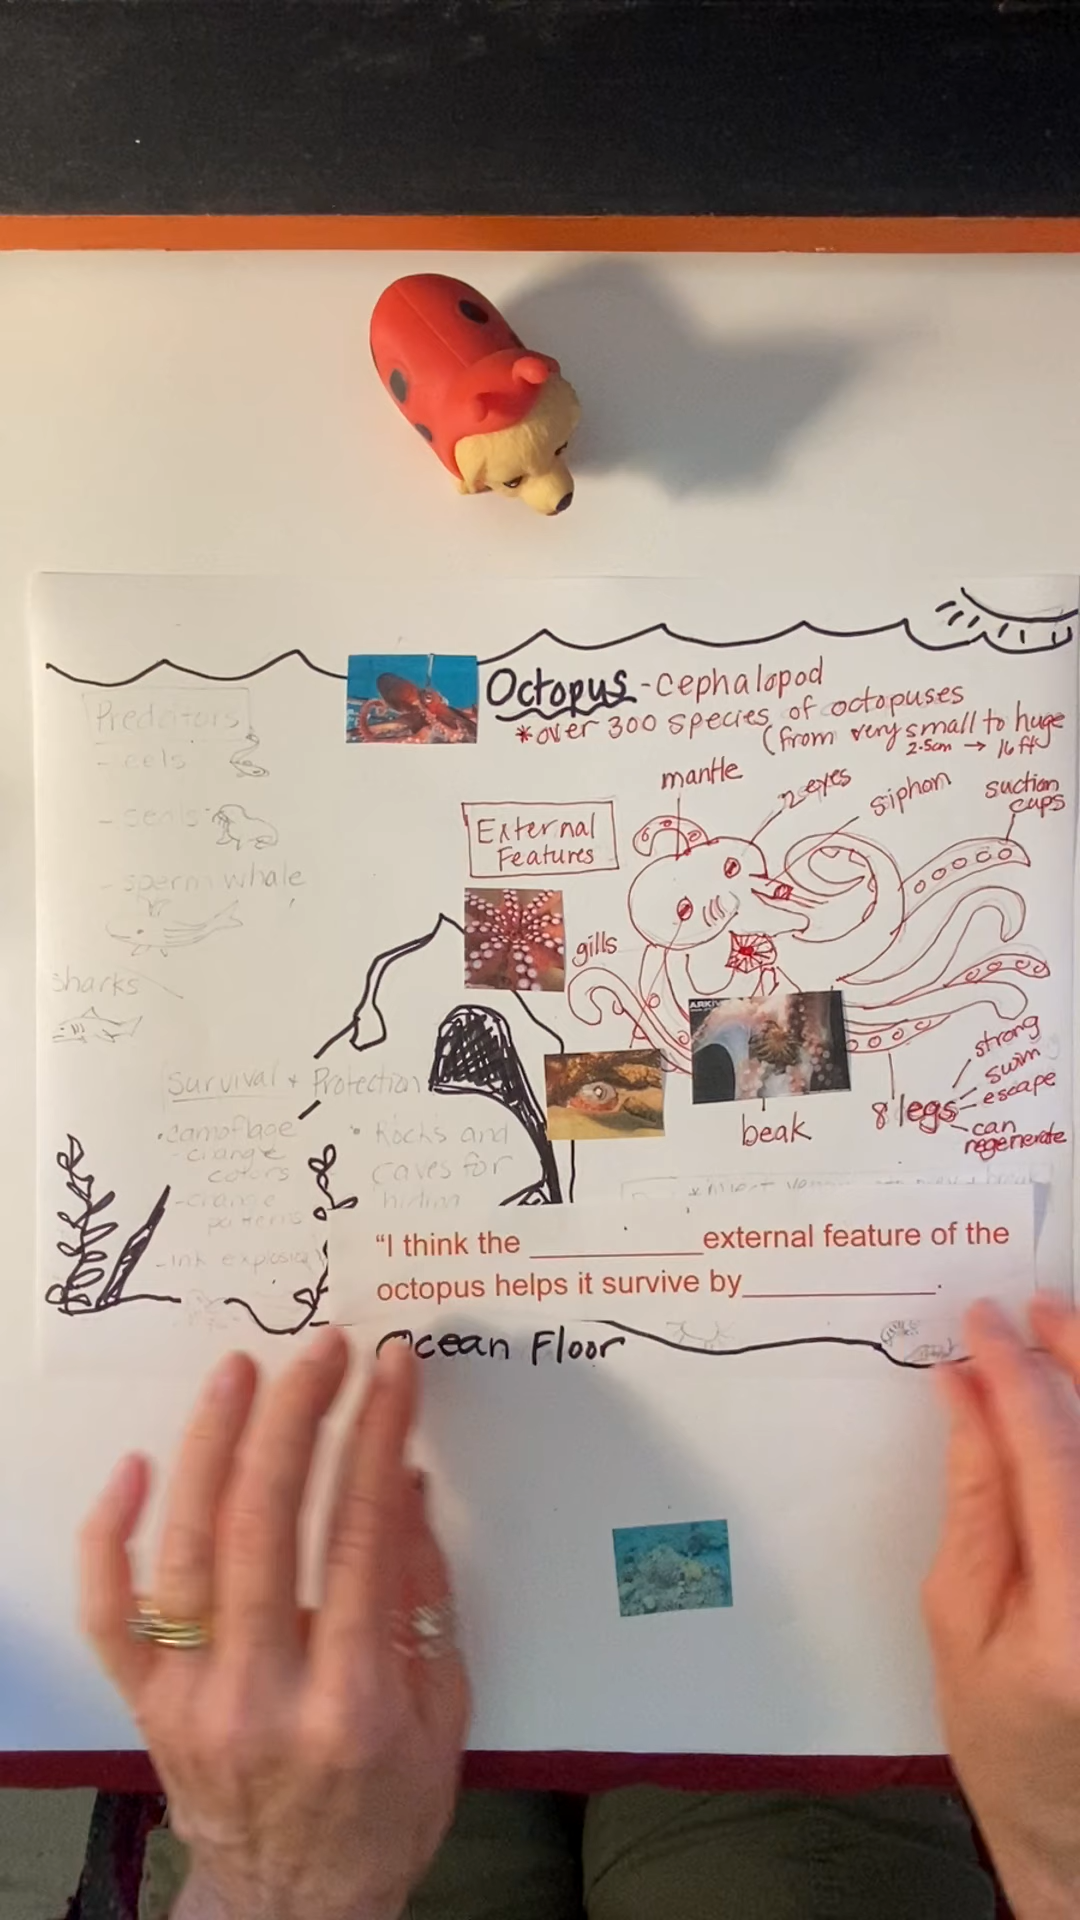 Octopus - Cephalopod
*over 300 species of octopuses
(from very small to huge
2.5cm → 16 ft
Predators
- eels
- seals
- sperm whale
sharks
External
Features
mantle
2 eyes
siphon
suction
cups
gills
beak
8 legs
strong
swim
escape
can
regenerate
ARKIVE
Survival + Protection
• camoflage
- change
colors
- change
patterns
- ink explosion
• Rocks and
caves for
hiding
“I think the __________ external feature of the
octopus helps it survive by___________.
Ocean Floor